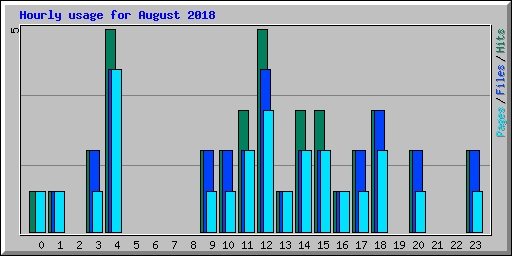 Hourly usage for August 2018
5
Pages/Files/Hits
0 1 2 3 4 5 6 7 8 9 10 11 12 13 14 15 16 17 18 19 20 21 22 23